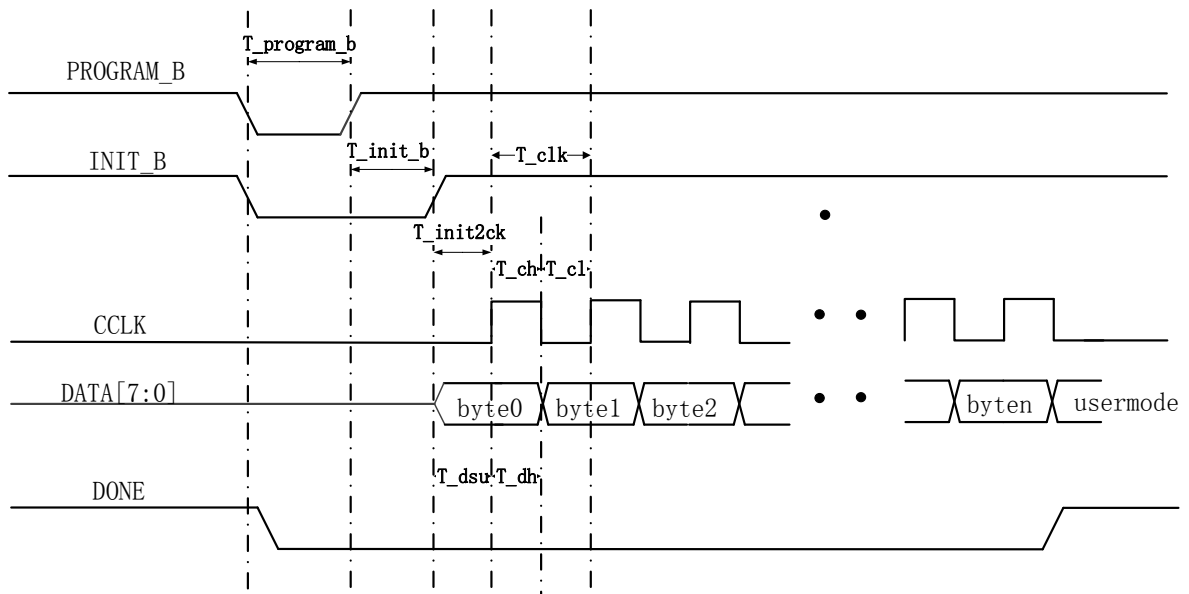 T_program_b
PROGRAM_B
T_init_b
T_clk
INIT_B
T_init2ck
T_ch
T_cl
CCLK
DATA[7:0]
byte0
byte1
byte2
byten
usermode
T_dsu
T_dh
DONE